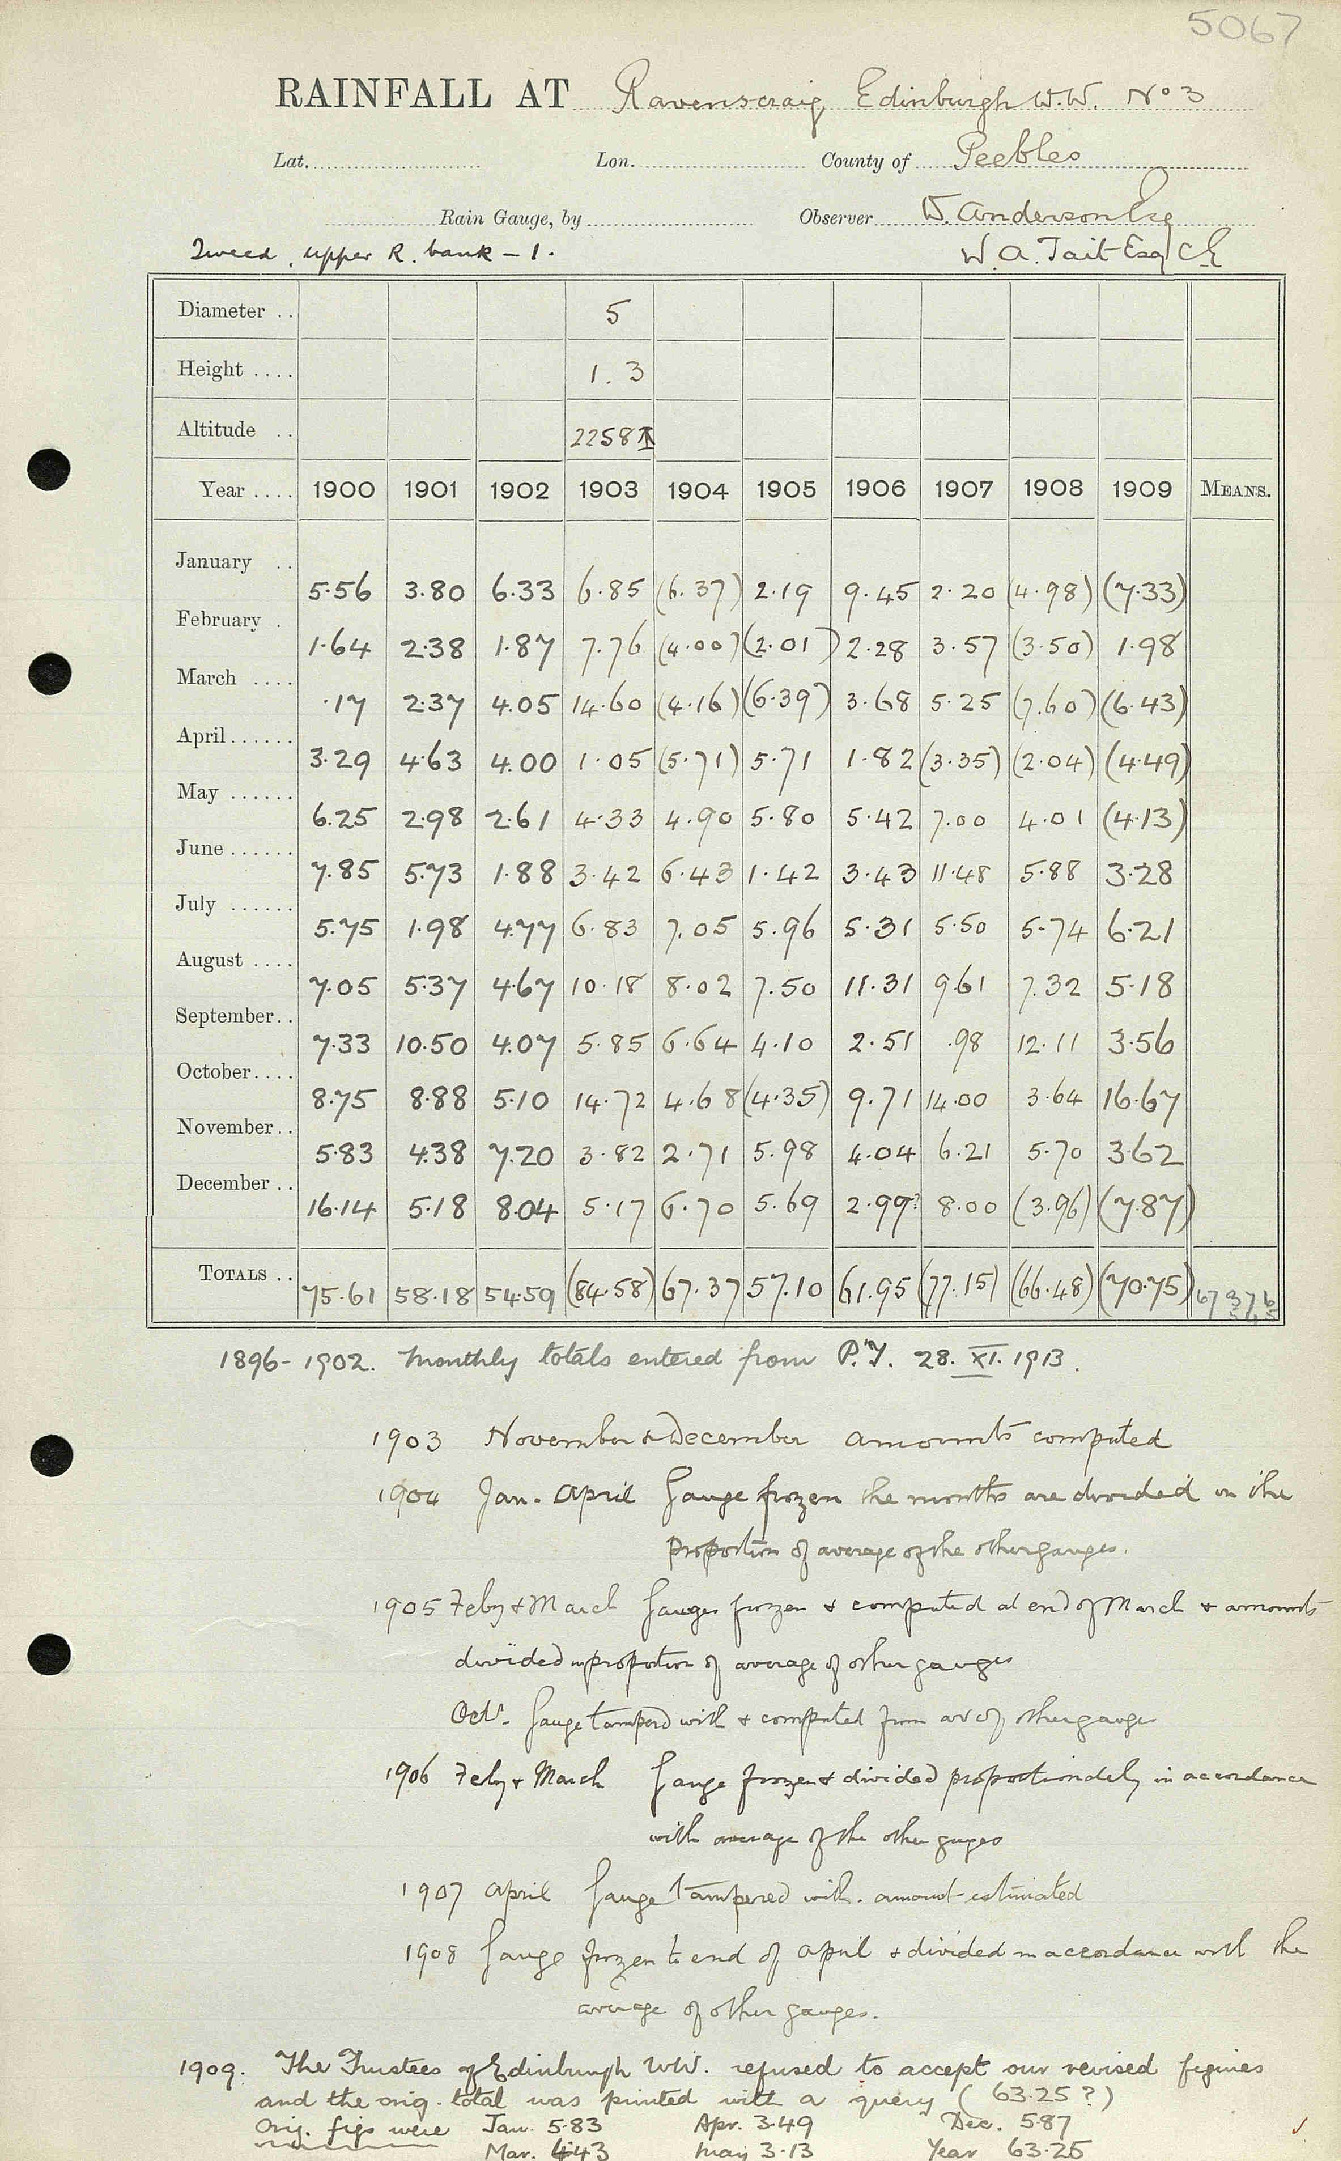 5067
RAINFALL AT Ravenscraig Edinburgh W.W. No 3
Lat. Lon. County of Peebles
Rain Gauge, by Observer W. Anderson Esq
Tweed, upper R. bank - 1. W. A. Tait Esq CE
Diameter .. 5
Height .... 1. 3
Altitude .. 2258
Year .... 1900 1901 1902 1903 1904 1905 1906 1907 1908 1909 MEANS.
January .. 5.56 3.80 6.33 6.85 (6.37) 2.19 9.45 2.20 (4.98) (7.33)
February . 1.64 2.38 1.87 7.76 (4.00) (2.01) 2.28 3.57 (3.50) 1.98
March .... .17 2.37 4.05 14.60 (4.16) (6.39) 3.68 5.25 (7.60) (6.43)
April...... 3.29 4.63 4.00 1.05 (5.71) 5.71 1.82 (3.35) (2.04) (4.49)
May ...... 6.25 2.98 2.61 4.33 4.90 5.80 5.42 7.00 4.01 (4.13)
June ...... 7.85 5.73 1.88 3.42 6.43 1.42 3.43 11.48 5.88 3.28
July ...... 5.75 1.98 4.77 6.83 7.05 5.96 5.31 5.50 5.74 6.21
August .... 7.05 5.37 4.67 10.18 8.02 7.50 11.31 9.61 7.32 5.18
September.. 7.33 10.50 4.07 5.85 6.64 4.10 2.51 .98 12.11 3.56
October.... 8.75 8.88 5.10 14.72 4.68 (4.35) 9.71 14.00 3.64 16.67
November.. 5.83 4.38 7.20 3.82 2.71 5.98 4.04 6.21 5.70 3.62
December .. 16.14 5.18 8.04 5.17 6.70 5.69 2.99? 8.00 (3.96) (7.87)
TOTALS .. 75.61 58.18 54.59 (84.58) 67.37 57.10 61.95 (77.15) (66.48) (70.75)
1896-1902. Monthly totals entered from P.Y. 28. XI. 1913.
1903 November & December amounts computed
1904 Jan. April Gauge frozen the months are divided in the
proportion of average of the other gauges.
1905 Feby & March Gauges frozen & computed at end of March & amounts
divided in proportion of average of other gauges
Octr. Gauge tampered with & computed from av of other gauge
1906 Feby & March Gauge frozen & divided proportionately in accordance
with average of the other gauges
1907 April Gauge tampered with. amount estimated
1908 Gauge frozen to end of April & divided in accordance with the
average of other gauges.
1909. The Trustees of Edinburgh W.W. refused to accept our revised figures
and the orig. total was printed with a query (63.25?)
Orig. figs were Jan. 5.83 Apr. 3.49 Dec. 5.87
Mar. 4.43 May 3.13 Year 63.25